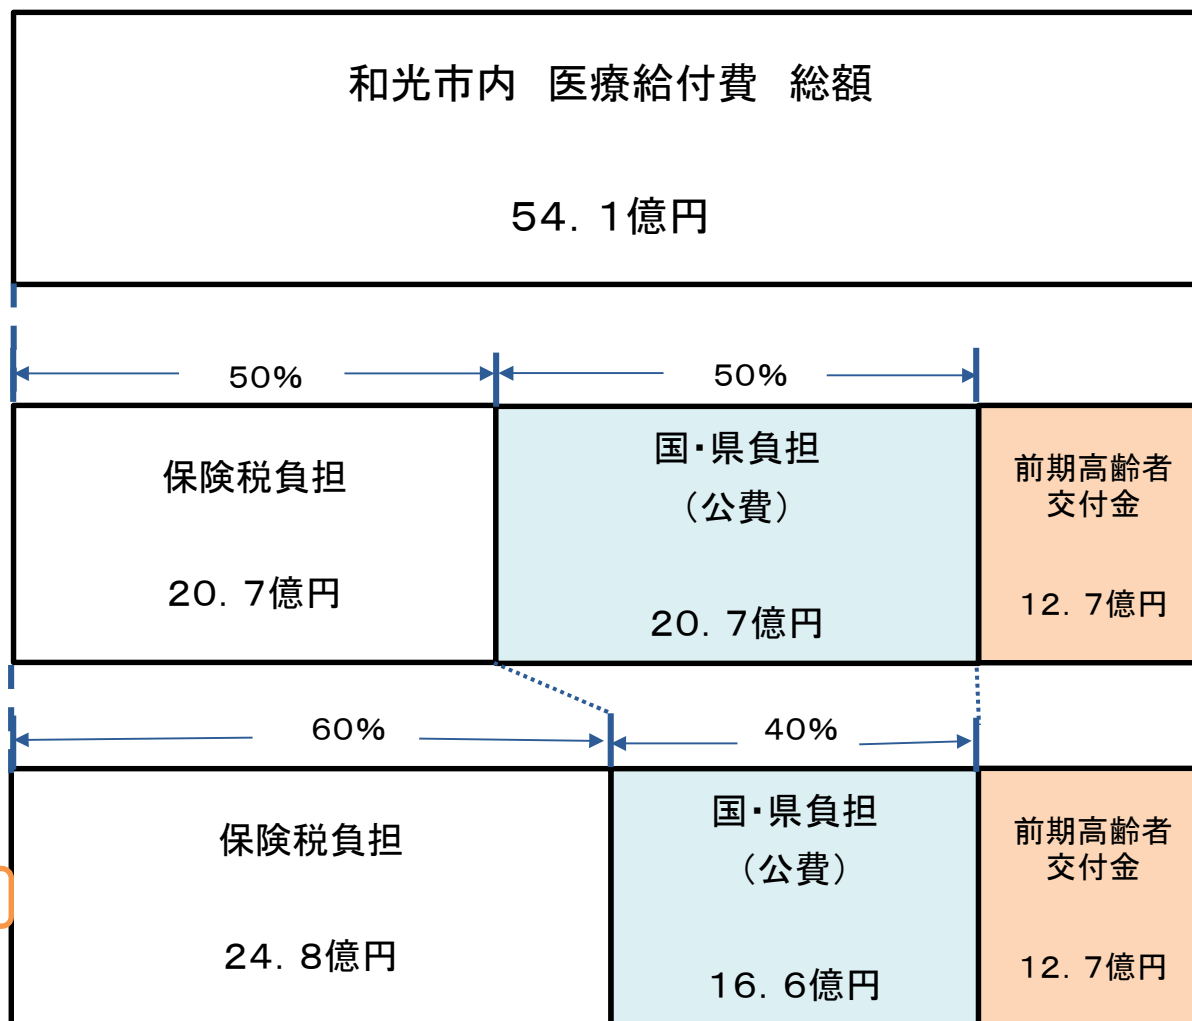 和光市内　医療給付費　総額
５４．１億円
50%
50%
保険税負担
２０．７億円
国・県負担
（公費）
２０．７億円
前期高齢者
交付金
１２．７億円
60%
40%
保険税負担
２４．８億円
国・県負担
（公費）
１６．６億円
前期高齢者
交付金
１２．７億円